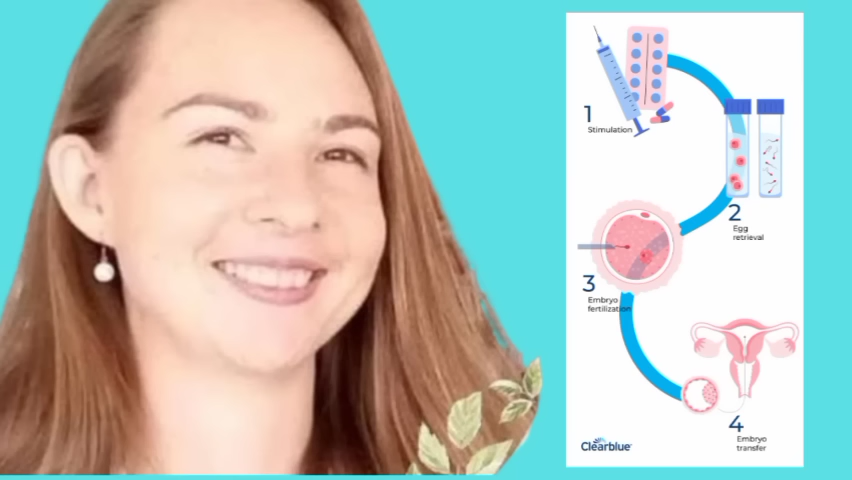 1
Stimulation
2
Egg
retrieval
3
Embryo
fertilization
4
Embryo
transfer
Clearblue